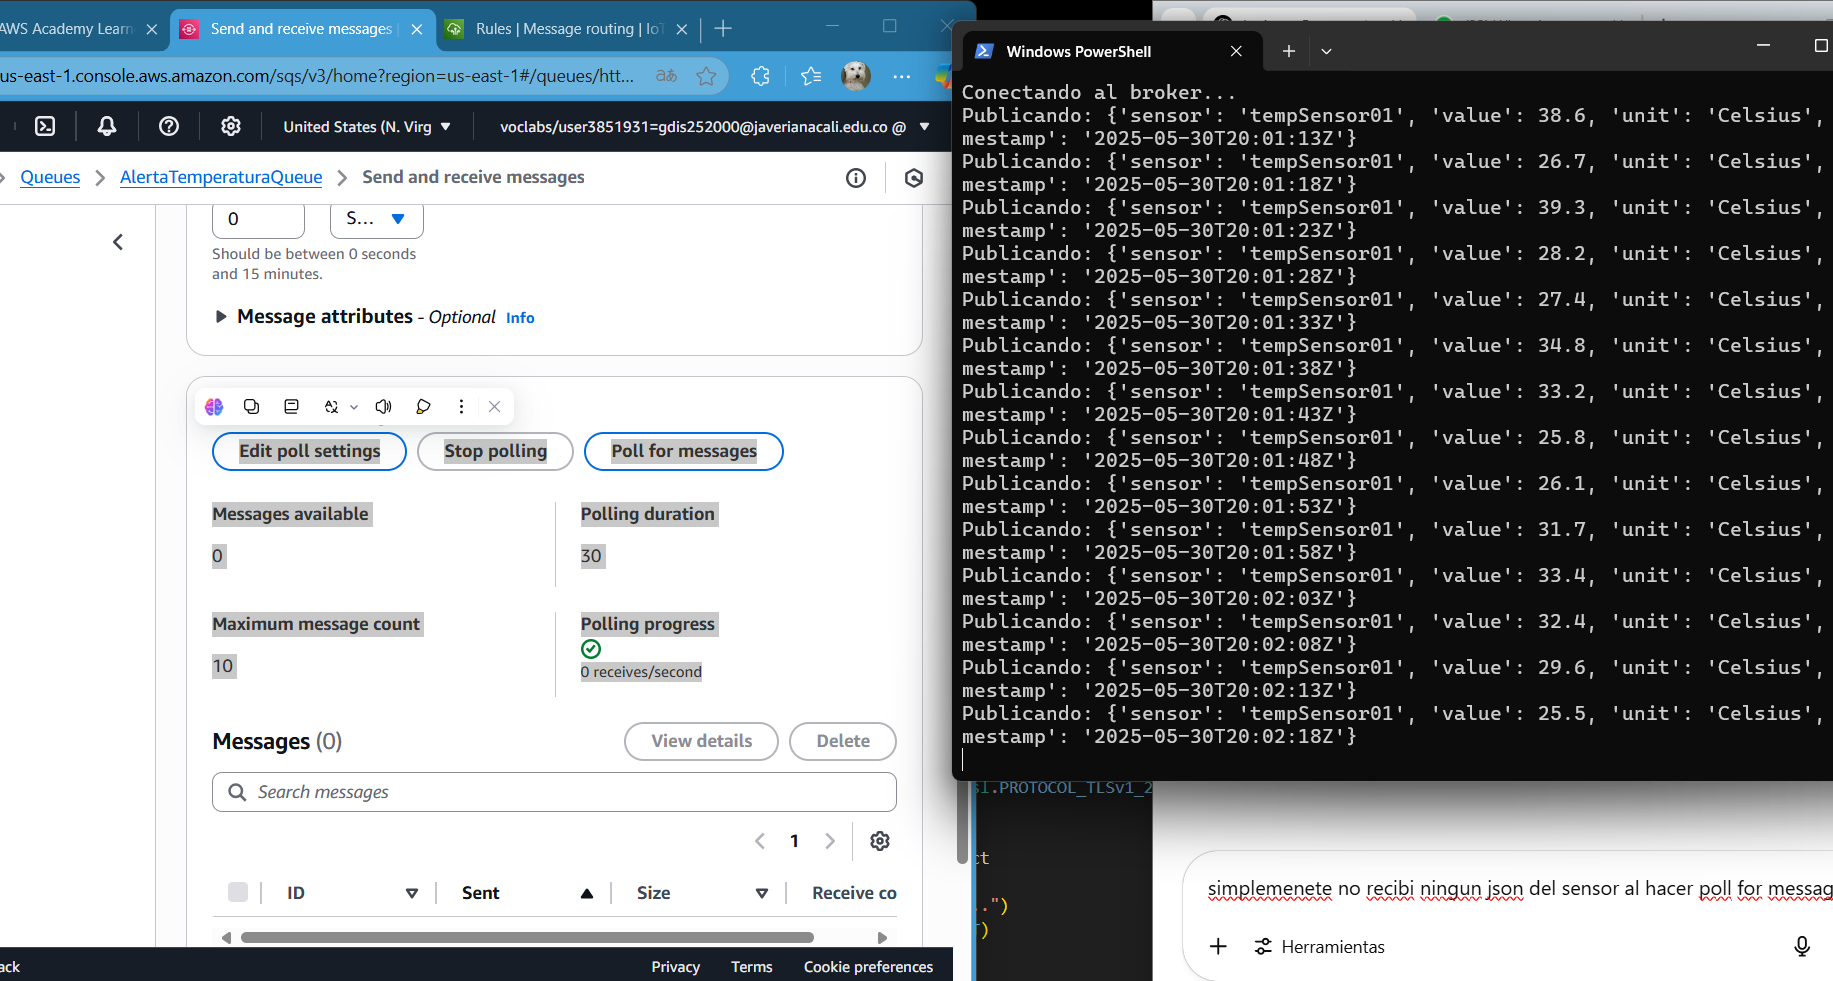 AWS Academy Learn
Send and receive messages
Rules | Message routing | IoT
us-east-1.console.aws.amazon.com/sqs/v3/home?region=us-east-1#/queues/htt...
United States (N. Virg
voclabs/user3851931=gdis252000@javerianacali.edu.co @
Queues
AlertaTemperaturaQueue
Send and receive messages
0
S...
Should be between 0 seconds
and 15 minutes.
Message attributes - Optional Info
Edit poll settings
Stop polling
Poll for messages
Messages available
Polling duration
0
30
Maximum message count
Polling progress
10
0 receives/second
Messages (0)
View details
Delete
Search messages
1
ID
Sent
Size
Receive co
ack
Privacy
Terms
Cookie preferences
Windows PowerShell
Conectando al broker...
Publicando: {'sensor': 'tempSensor01', 'value': 38.6, 'unit': 'Celsius',
mestamp': '2025-05-30T20:01:13Z'}
Publicando: {'sensor': 'tempSensor01', 'value': 26.7, 'unit': 'Celsius',
mestamp': '2025-05-30T20:01:18Z'}
Publicando: {'sensor': 'tempSensor01', 'value': 39.3, 'unit': 'Celsius',
mestamp': '2025-05-30T20:01:23Z'}
Publicando: {'sensor': 'tempSensor01', 'value': 28.2, 'unit': 'Celsius',
mestamp': '2025-05-30T20:01:28Z'}
Publicando: {'sensor': 'tempSensor01', 'value': 27.4, 'unit': 'Celsius',
mestamp': '2025-05-30T20:01:33Z'}
Publicando: {'sensor': 'tempSensor01', 'value': 34.8, 'unit': 'Celsius',
mestamp': '2025-05-30T20:01:38Z'}
Publicando: {'sensor': 'tempSensor01', 'value': 33.2, 'unit': 'Celsius',
mestamp': '2025-05-30T20:01:43Z'}
Publicando: {'sensor': 'tempSensor01', 'value': 25.8, 'unit': 'Celsius',
mestamp': '2025-05-30T20:01:48Z'}
Publicando: {'sensor': 'tempSensor01', 'value': 26.1, 'unit': 'Celsius',
mestamp': '2025-05-30T20:01:53Z'}
Publicando: {'sensor': 'tempSensor01', 'value': 31.7, 'unit': 'Celsius',
mestamp': '2025-05-30T20:01:58Z'}
Publicando: {'sensor': 'tempSensor01', 'value': 33.4, 'unit': 'Celsius',
mestamp': '2025-05-30T20:02:03Z'}
Publicando: {'sensor': 'tempSensor01', 'value': 32.4, 'unit': 'Celsius',
mestamp': '2025-05-30T20:02:08Z'}
Publicando: {'sensor': 'tempSensor01', 'value': 29.6, 'unit': 'Celsius',
mestamp': '2025-05-30T20:02:13Z'}
Publicando: {'sensor': 'tempSensor01', 'value': 25.5, 'unit': 'Celsius',
mestamp': '2025-05-30T20:02:18Z'}
sl.PROTOCOL_TLSv1_2
ct
..")
")
simplemenete no recibi ningun json del sensor al hacer poll for messag
Herramientas